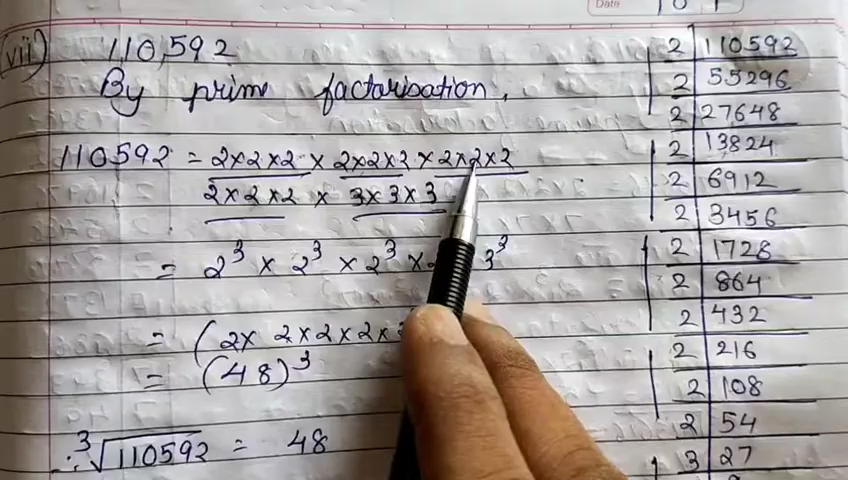 Date
vii) 110,592
By prime factorisation,
110592 = 2×2×2 × 2×2×2 × 2×2×2
2×2×2 × 3×3×3
= 2³ × 2³ × 2³ × 3³
= (2× 2×2×2×
= (48)³
∴ ³√110592 = 48
2 | 110592
2 | 55296
2 | 27648
2 | 13824
2 | 6912
2 | 3456
2 | 1728
2 | 864
2 | 432
2 | 216
2 | 108
2 | 54
3 | 27